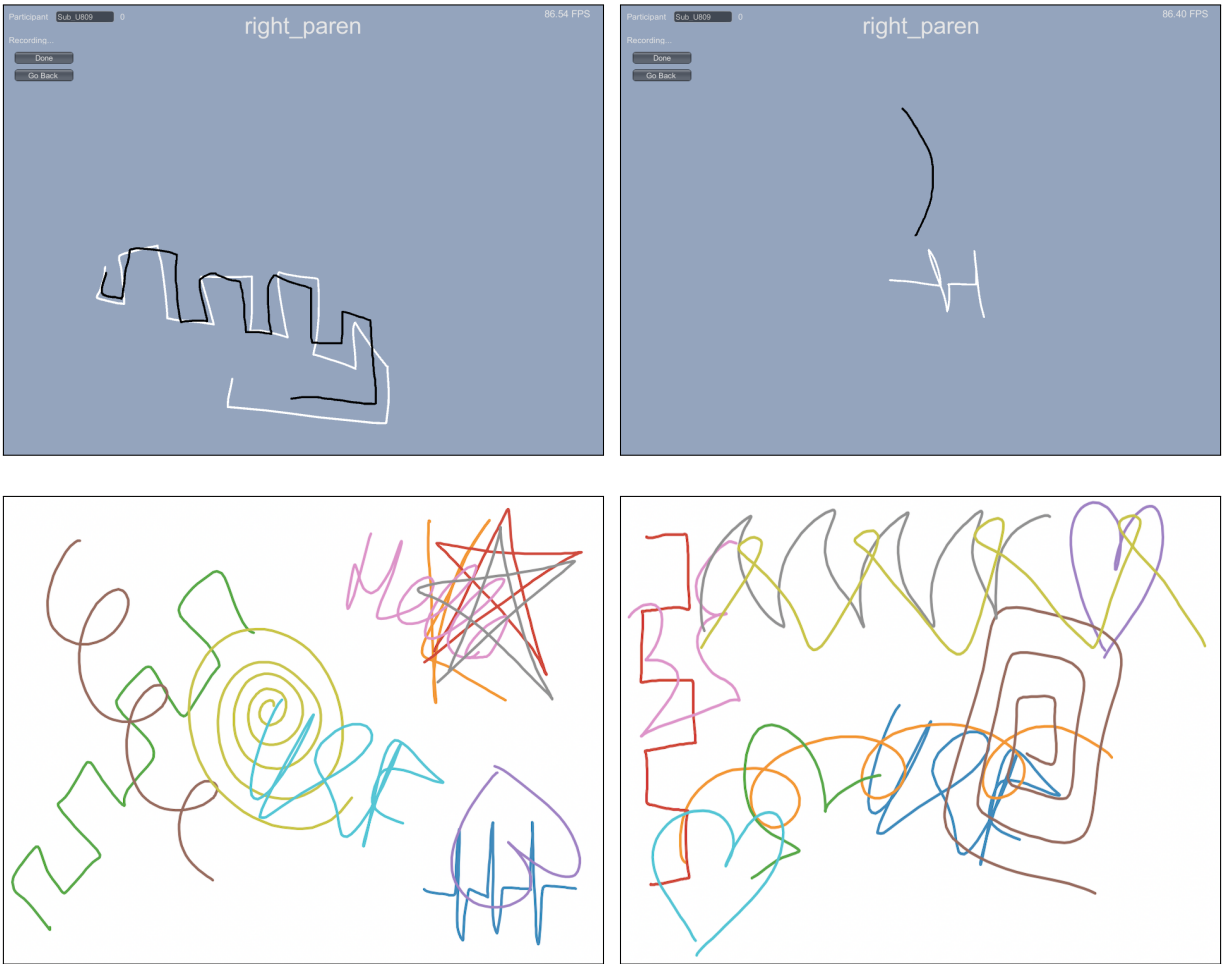 Participant Sub_U809 0 right_paren 86.54 FPS
Recording...
Done
Go Back
Participant Sub_U809 0 right_paren 86.40 FPS
Recording...
Done
Go Back